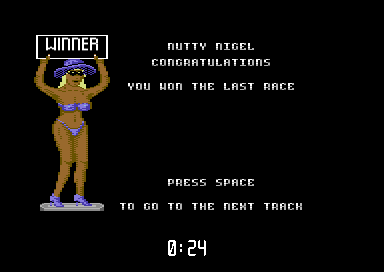 WINNER
NUTTY NIGEL
CONGRATULATIONS
YOU WON THE LAST RACE
PRESS SPACE
TO GO TO THE NEXT TRACK
0:24